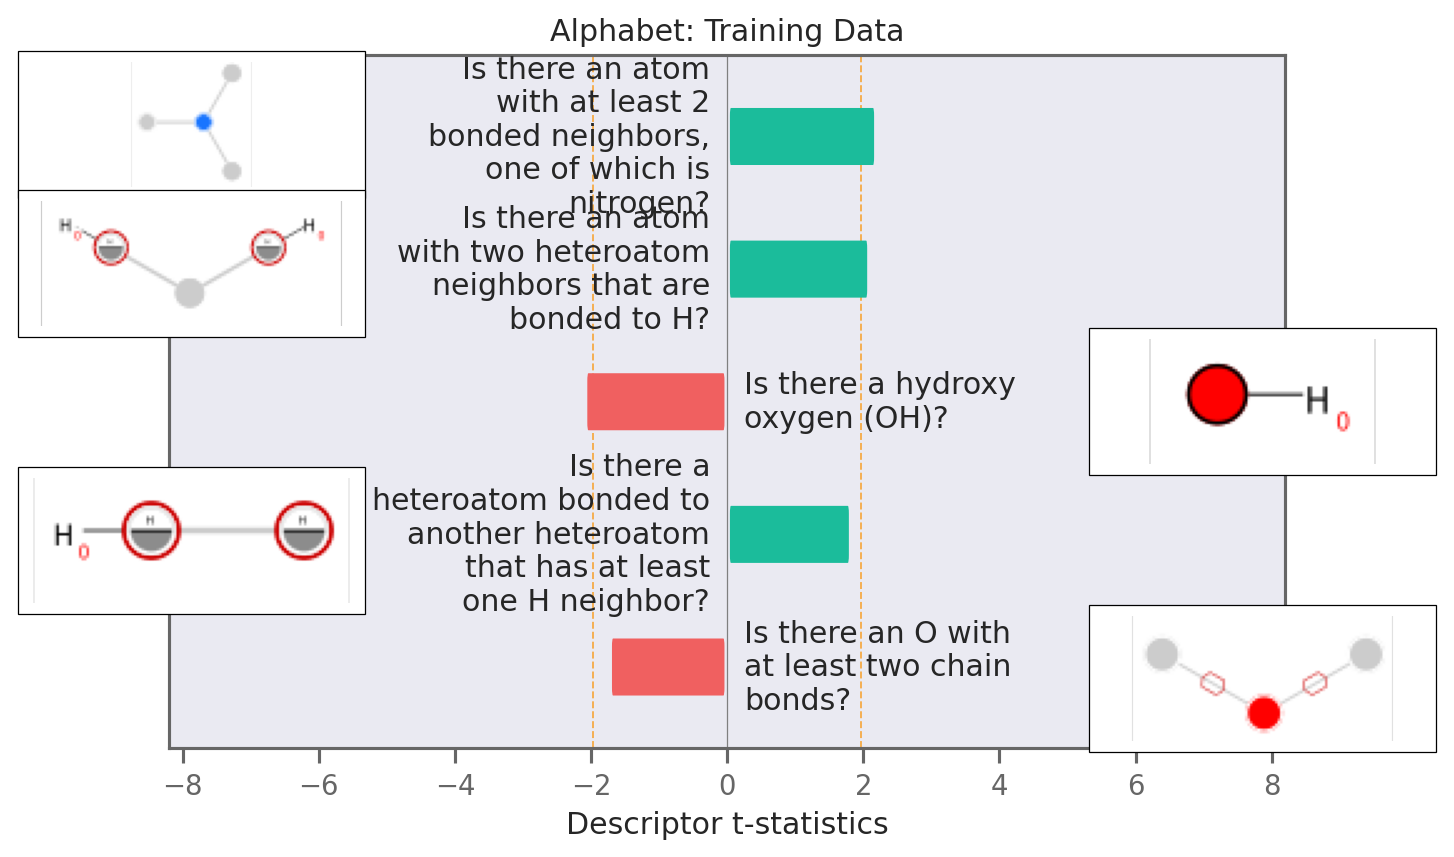 Alphabet: Training Data
Is there an atom
with at least 2
bonded neighbors,
one of which is
nitrogen?
Is there an atom
with two heteroatom
neighbors that are
bonded to H?
H
0
H
0
Is there a hydroxy
oxygen (OH)?
H
0
Is there a
heteroatom bonded to
another heteroatom
that has at least
one H neighbor?
H
0
H
H
Is there an O with
at least two chain
bonds?
−8 −6 −4 −2 0 2 4 6 8
Descriptor t-statistics